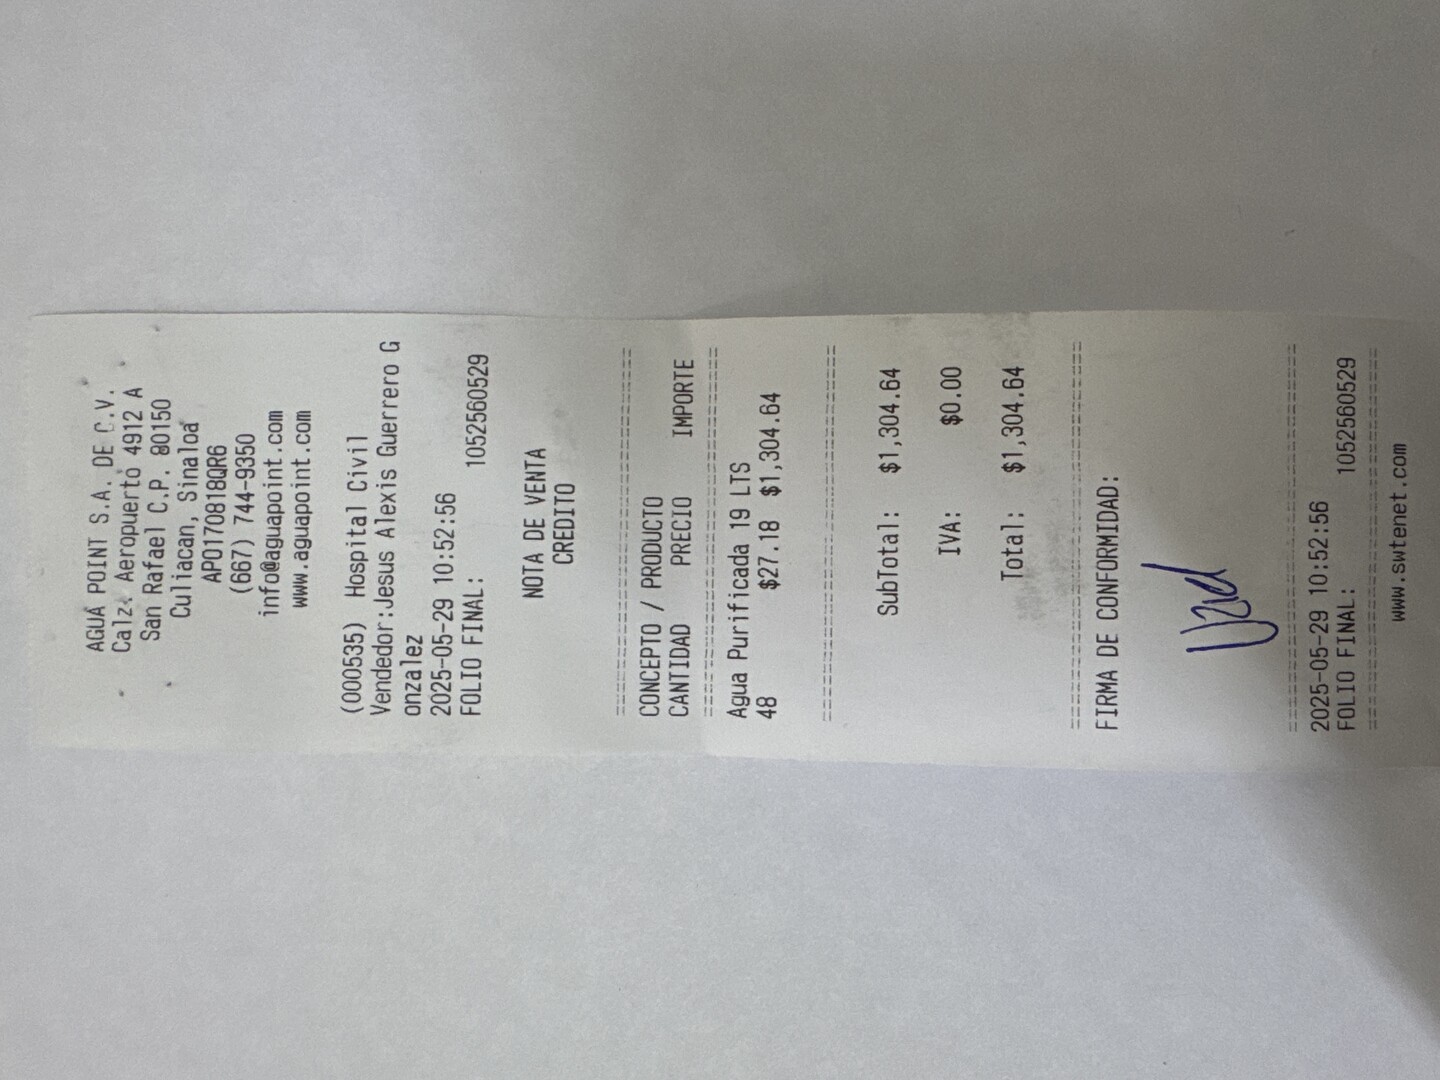 AGUA POINT S.A. DE C.V.
Calz. Aeropuerto 4912 A
San Rafael C.P. 80150
Culiacan, Sinaloa
APO170818QR6
(667) 744-9350
info@aguapoint.com
www.aguapoint.com
(000535) Hospital Civil
Vendedor:Jesus Alexis Guerrero G
onzalez
2025-05-29 10:52:56
FOLIO FINAL: 1052560529
NOTA DE VENTA
CREDITO
CONCEPTO / PRODUCTO
CANTIDAD PRECIO IMPORTE
Agua Purificada 19 LTS
48 $27.18 $1,304.64
SubTotal: $1,304.64
IVA: $0.00
Total: $1,304.64
FIRMA DE CONFORMIDAD:
2025-05-29 10:52:56
FOLIO FINAL: 1052560529
www.swtenet.com